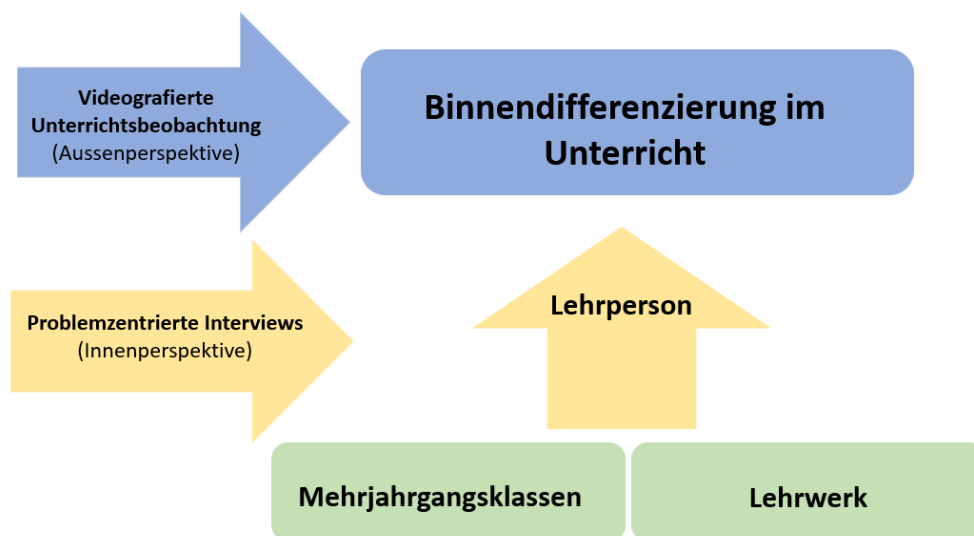 Videografierte
Unterrichtsbeobachtung
(Aussenperspektive)
Binnendifferenzierung im
Unterricht
Problemzentrierte Interviews
(Innenperspektive)
Lehrperson
Mehrjahrgangsklassen
Lehrwerk